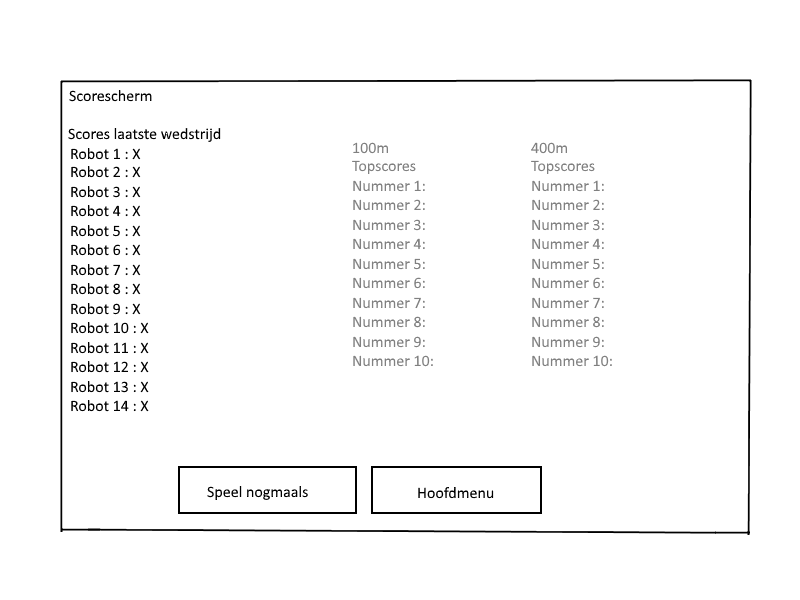 Scorescherm
Scores laatste wedstrijd
Robot 1 : X
Robot 2 : X
Robot 3 : X
Robot 4 : X
Robot 5 : X
Robot 6 : X
Robot 7 : X
Robot 8 : X
Robot 9 : X
Robot 10 : X
Robot 11 : X
Robot 12 : X
Robot 13 : X
Robot 14 : X
100m
Topscores
Nummer 1:
Nummer 2:
Nummer 3:
Nummer 4:
Nummer 5:
Nummer 6:
Nummer 7:
Nummer 8:
Nummer 9:
Nummer 10:
400m
Topscores
Nummer 1:
Nummer 2:
Nummer 3:
Nummer 4:
Nummer 5:
Nummer 6:
Nummer 7:
Nummer 8:
Nummer 9:
Nummer 10:
Speel nogmaals
Hoofdmenu